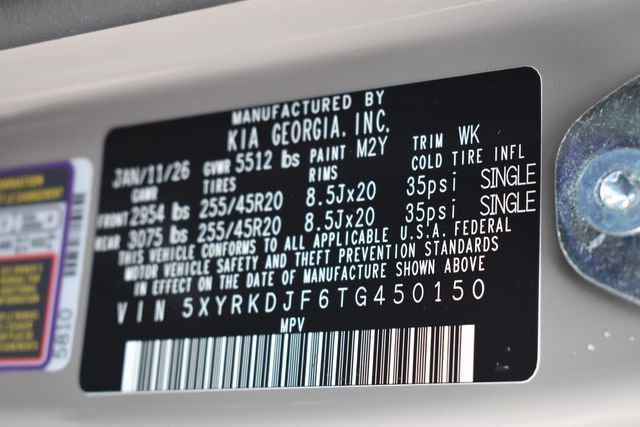 MANUFACTURED BY
KIA GEORGIA, INC.
JAN/11/26 GVWR 5512 lbs PAINT M2Y TRIM WK
GAWR TIRES RIMS COLD TIRE INFL
FRONT 2954 lbs 255/45R20 8.5Jx20 35psi SINGLE
REAR 3075 lbs 255/45R20 8.5Jx20 35psi SINGLE
THIS VEHICLE CONFORMS TO ALL APPLICABLE U.S.A. FEDERAL
MOTOR VEHICLE SAFETY AND THEFT PREVENTION STANDARDS
IN EFFECT ON THE DATE OF MANUFACTURE SHOWN ABOVE
VIN 5XYRKDJF6TG450150
MPV
5810